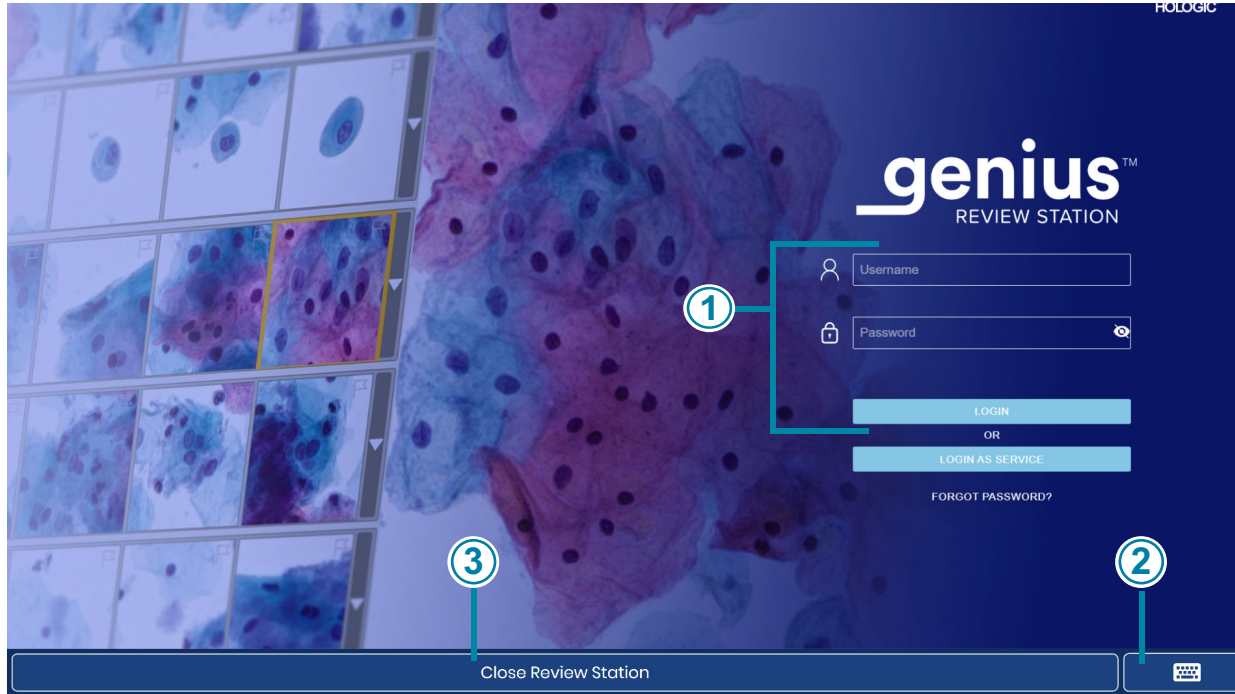 HOLOGIC
genius™
REVIEW STATION
Username
1
Password
LOGIN
OR
LOGIN AS SERVICE
FORGOT PASSWORD?
3
2
Close Review Station